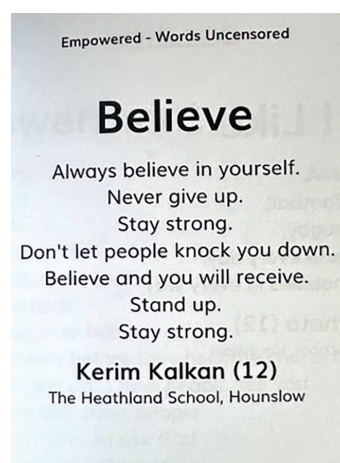 Empowered - Words Uncensored
Believe
Always believe in yourself.
Never give up.
Stay strong.
Don't let people knock you down.
Believe and you will receive.
Stand up.
Stay strong.
Kerim Kalkan (12)
The Heathland School, Hounslow